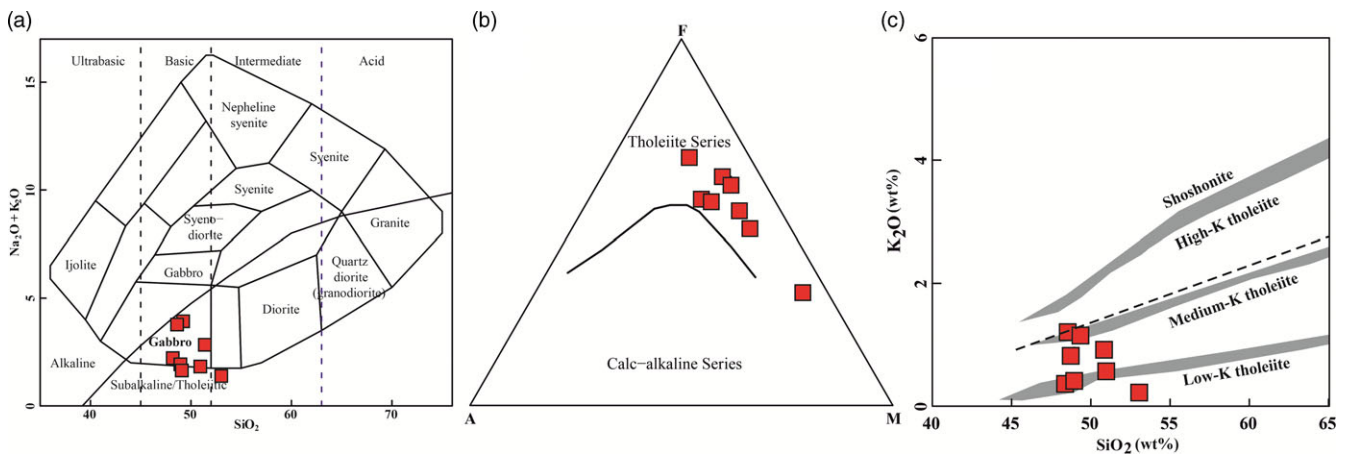 (a)
Ultrabasic
Basic
Intermediate
Acid
Nepheline
syenite
Syenite
Syenite
Syeno−
diorite
Granite
Ijolite
Gabbro
Quartz
diorite
(granodiorite)
Diorite
Gabbro
Alkaline
Subalkaline/Tholeiitic
Na₂O + K₂O
0
5
10
15
40
50
60
70
SiO₂
(b)
F
Tholeiite Series
Calc−alkaline Series
A
M
(c)
K₂O (wt%)
0
2
4
6
Shoshonite
High-K tholeiite
Medium-K tholeiite
Low-K tholeiite
40
45
50
55
60
65
SiO₂ (wt%)